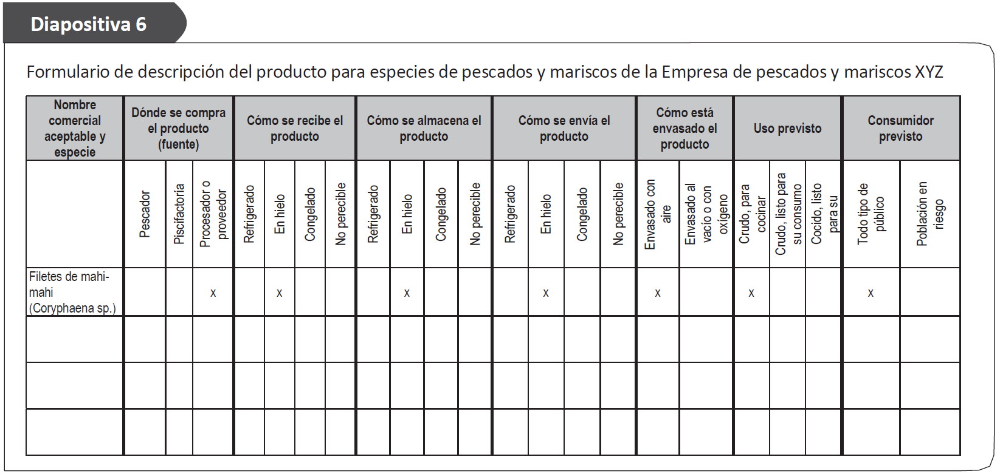 Diapositiva 6
Formulario de descripción del producto para especies de pescados y mariscos de la Empresa de pescados y mariscos XYZ
Nombre
comercial
aceptable y
especie
Dónde se compra
el producto
(fuente)
Cómo se recibe el
producto
Cómo se almacena el
producto
Cómo se envía el
producto
Cómo está
envasado el
producto
Uso previsto
Consumidor
previsto
Pescador
Piscifactoría
Procesador o
proveedor
Refrigerado
En hielo
Congelado
No perecible
Refrigerado
En hielo
Congelado
No perecible
Refrigerado
En hielo
Congelado
No perecible
Envasado con
aire
Envasado al
vacío o con
oxígeno
Crudo, para
cocinar
Crudo, listo para
su consumo
Cocido, listo
para su
Todo tipo de
público
Población en
riesgo
Filetes de mahi-
mahi
(Coryphaena sp.)
x
x
x
x
x
x
x